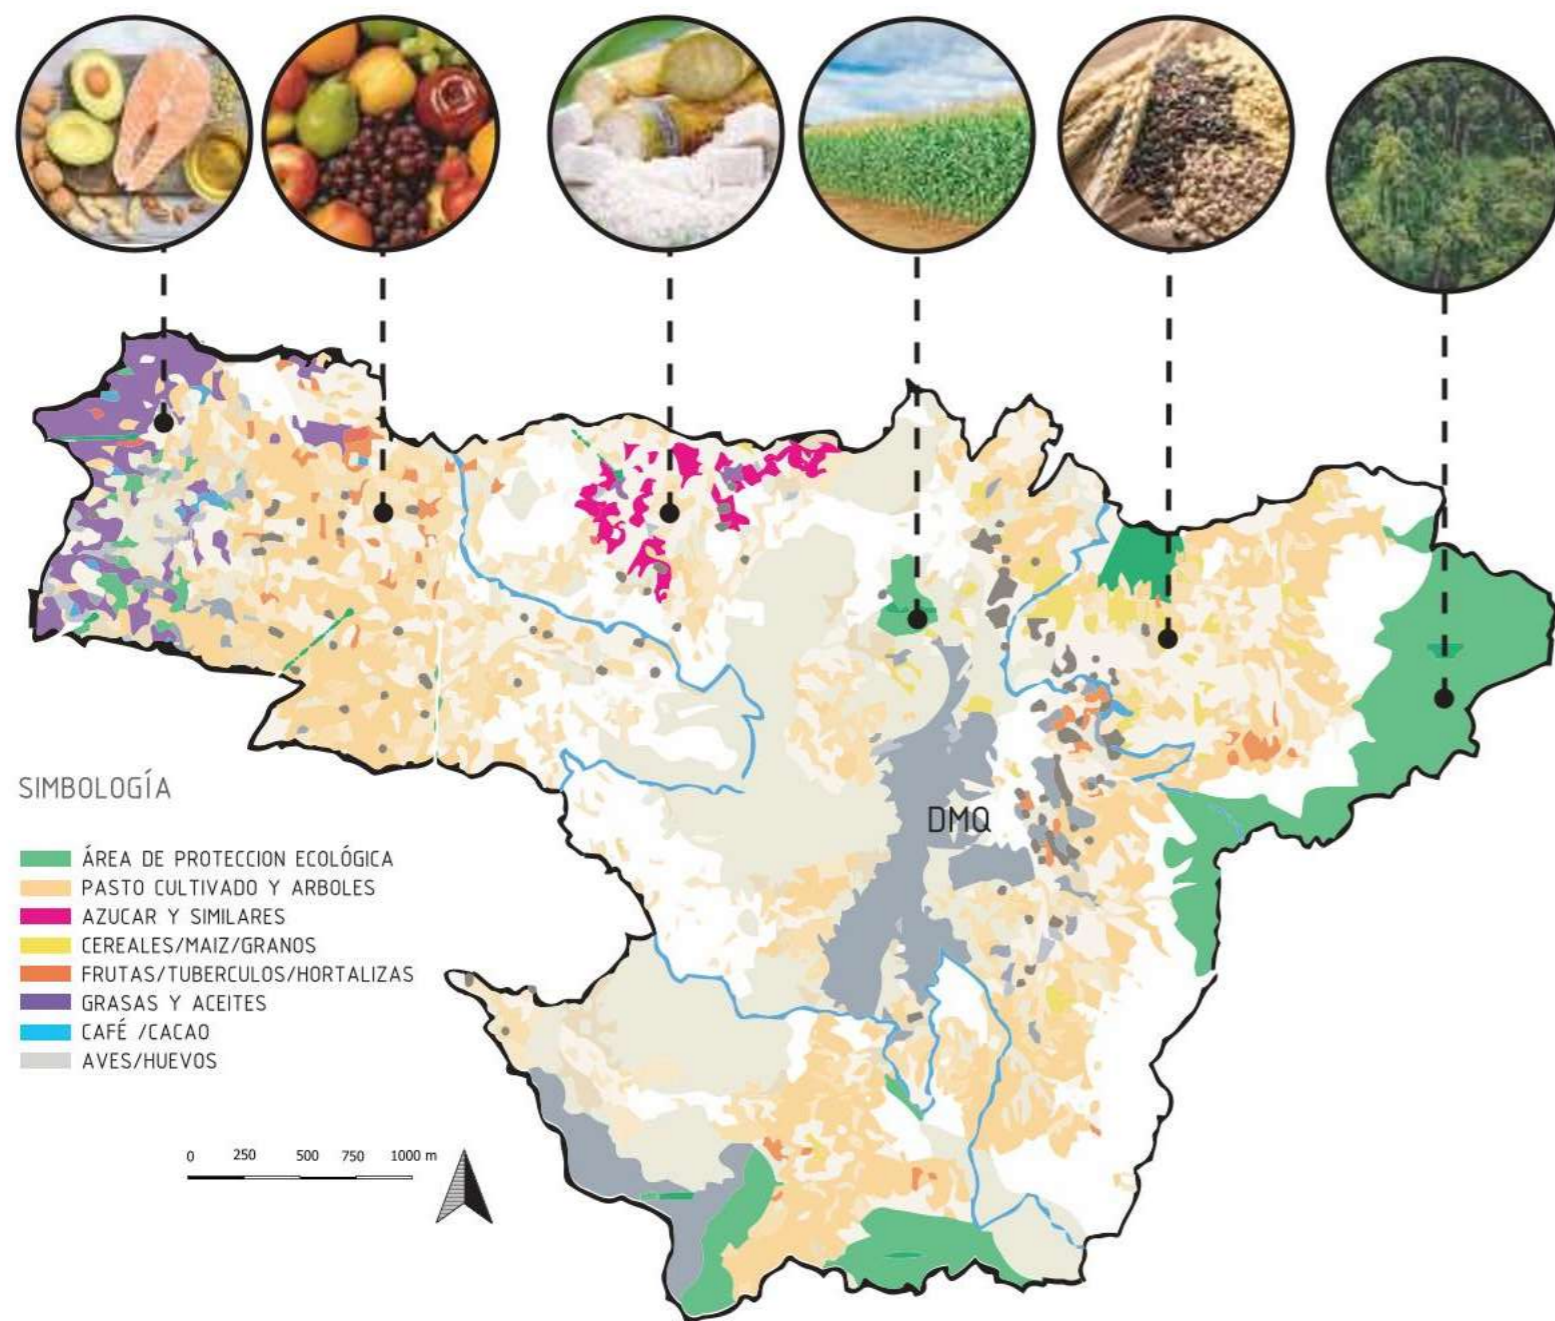 DMQ
SIMBOLOGÍA
ÁREA DE PROTECCION ECOLÓGICA
PASTO CULTIVADO Y ARBOLES
AZUCAR Y SIMILARES
CEREALES/MAIZ/GRANOS
FRUTAS/TUBERCULOS/HORTALIZAS
GRASAS Y ACEITES
CAFÉ /CACAO
AVES/HUEVOS
0 250 500 750 1000 m